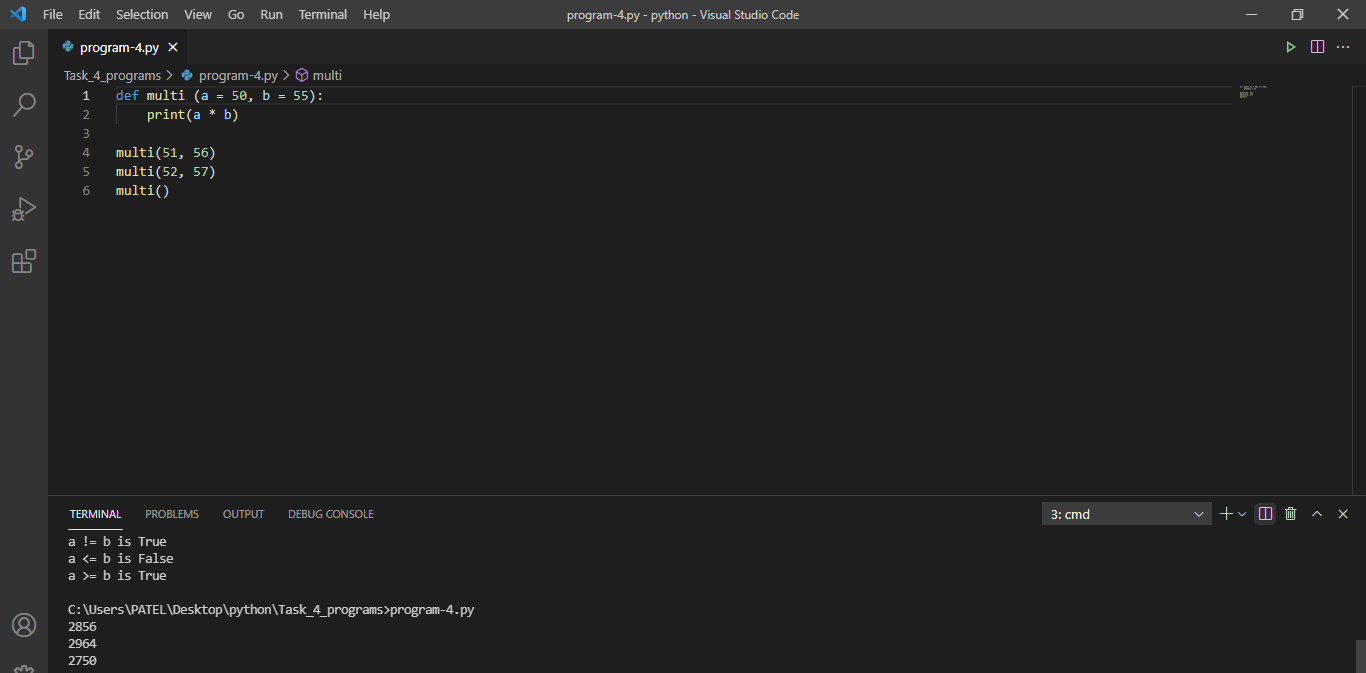 File Edit Selection View Go Run Terminal Help program-4.py - python - Visual Studio Code
program-4.py
Task_4_programs > program-4.py > multi
1 def multi (a = 50, b = 55):
2     print(a * b)
3
4 multi(51, 56)
5 multi(52, 57)
6 multi()
TERMINAL PROBLEMS OUTPUT DEBUG CONSOLE 3: cmd
a != b is True
a <= b is False
a >= b is True
C:\Users\PATEL\Desktop\python\Task_4_programs>program-4.py
2856
2964
2750